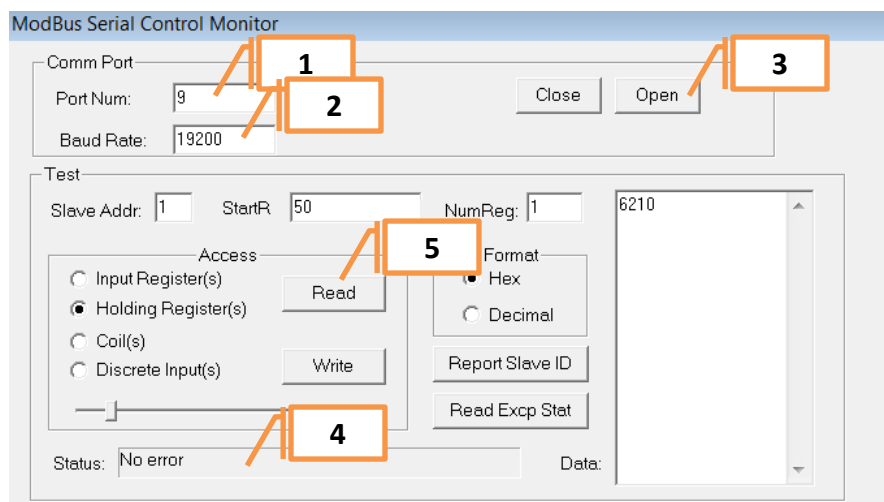 ModBus Serial Control Monitor
Comm Port
1
3
Port Num: 9
Close Open
2
Baud Rate: 19200
Test
Slave Addr: 1 StartR 50 NumReg: 1 6210
5
Access Format
Input Register(s) Read Hex
Holding Register(s) Decimal
Coil(s)
Discrete Input(s) Write Report Slave ID
Read Excp Stat
4
Status: No error Data: